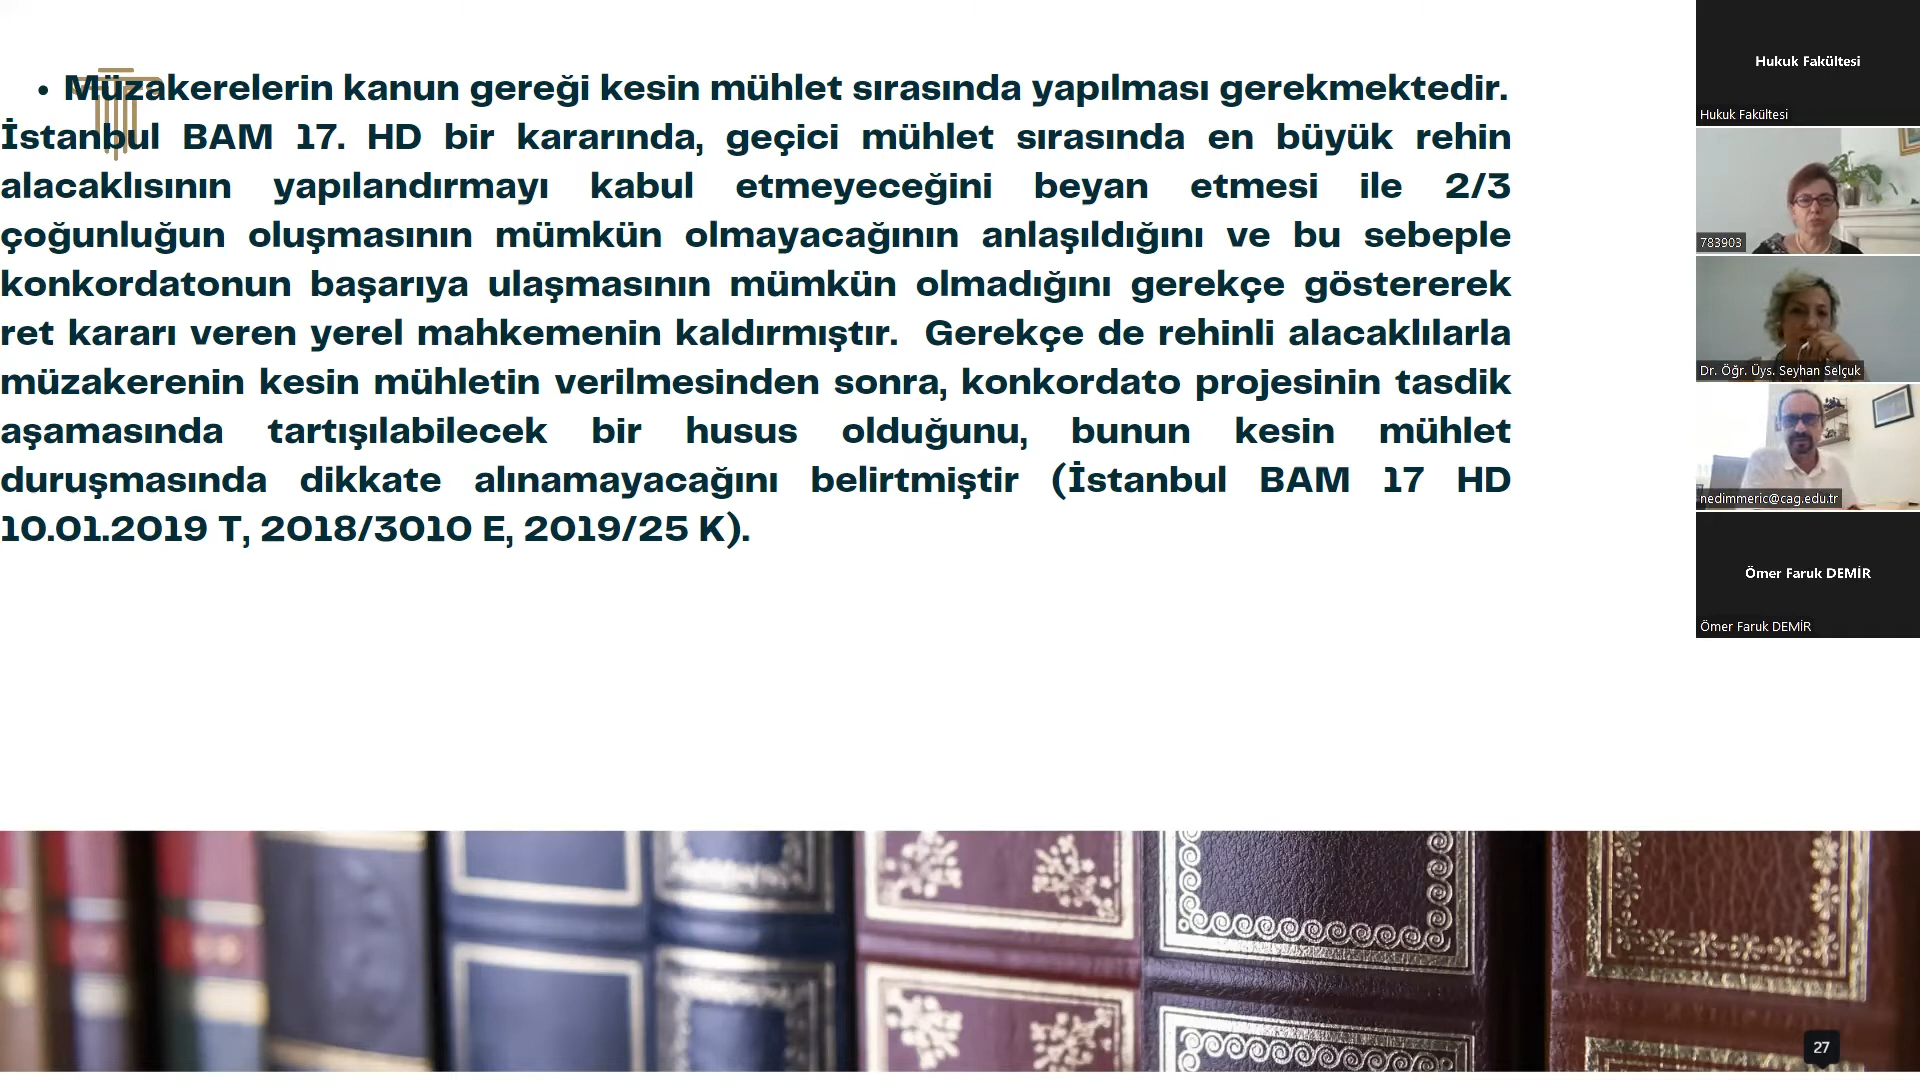 • Müzakerelerin kanun gereği kesin mühlet sırasında yapılması gerekmektedir.
İstanbul BAM 17. HD bir kararında, geçici mühlet sırasında en büyük rehin
alacaklısının yapılandırmayı kabul etmeyeceğini beyan etmesi ile 2/3
çoğunluğun oluşmasının mümkün olmayacağının anlaşıldığını ve bu sebeple
konkordatonun başarıya ulaşmasının mümkün olmadığını gerekçe göstererek
ret kararı veren yerel mahkemenin kaldırmıştır. Gerekçe de rehinli alacaklılarla
müzakerenin kesin mühletin verilmesinden sonra, konkordato projesinin tasdik
aşamasında tartışılabilecek bir husus olduğunu, bunun kesin mühlet
duruşmasında dikkate alınamayacağını belirtmiştir (İstanbul BAM 17 HD
10.01.2019 T, 2018/3010 E, 2019/25 K).
27
Hukuk Fakültesi
Hukuk Fakültesi
783903
Dr. Öğr. Üys. Seyhan Selçuk
nedimmeric@cag.edu.tr
Ömer Faruk DEMİR
Ömer Faruk DEMİR